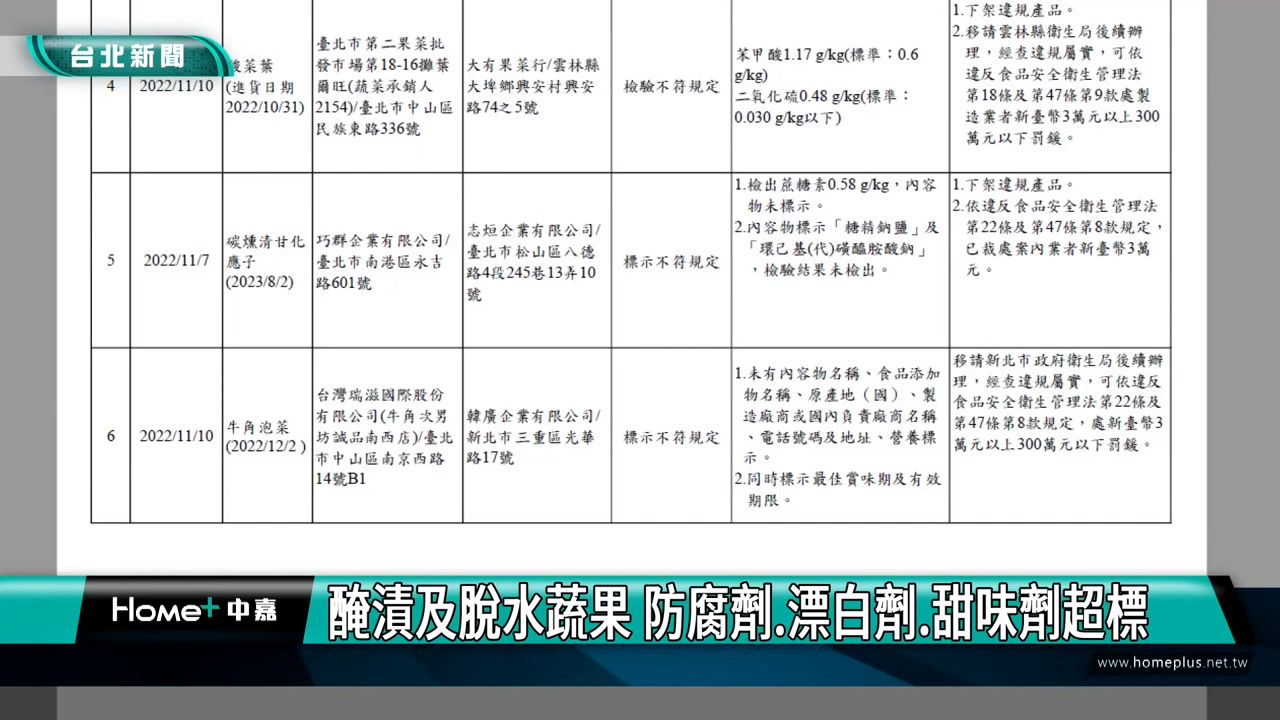 台北新聞
4
2022/11/10
酸菜葉
(進貨日期
2022/10/31)
臺北市第二果菜批
發市場第18-16攤葉
爾旺(蔬菜承銷人
2154)/臺北市中山區
民族東路336號
大有果菜行/雲林縣
大埤鄉興安村興安
路74之5號
檢驗不符規定
苯甲酸1.17 g/kg(標準：0.6
g/kg)
二氧化硫0.48 g/kg(標準：
0.030 g/kg以下)
1.下架違規產品。
2.移請雲林縣衛生局後續辦
理，經查違規屬實，可依
違反食品安全衛生管理法
第18條及第47條第9款處製
造業者新臺幣3萬元以上300
萬元以下罰鍰。
5
2022/11/7
碳燻清甘化
應子
(2023/8/2)
巧群企業有限公司/
臺北市南港區永吉
路601號
志烜企業有限公司/
臺北市松山區八德
路4段245巷13弄10
號
標示不符規定
1.檢出蔗糖素0.58 g/kg，內容
物未標示。
2.內容物標示「糖精鈉鹽」及
「環己基(代)磺醯胺酸鈉」
，檢驗結果未檢出。
1.下架違規產品。
2.依違反食品安全衛生管理法
第22條及第47條第8款規定，
已裁處案內業者新臺幣3萬
元。
6
2022/11/10
牛角泡菜
(2022/12/2 )
台灣瑞滋國際股份
有限公司(牛角次男
坊誠品南西店)/臺北
市中山區南京西路
14號B1
韓廣企業有限公司/
新北市三重區光華
路17號
標示不符規定
1.未有內容物名稱、食品添加
物名稱、原產地（國）、製
造廠商或國內負責廠商名稱
、電話號碼及地址、營養標
示。
2.同時標示最佳賞味期及有效
期限。
移請新北市政府衛生局後續辦
理，經查違規屬實，可依違反
食品安全衛生管理法第22條及
第47條第8款規定，處新臺幣3
萬元以上300萬元以下罰鍰。
Home+中嘉
醃漬及脫水蔬果 防腐劑.漂白劑.甜味劑超標
www.homeplus.net.tw